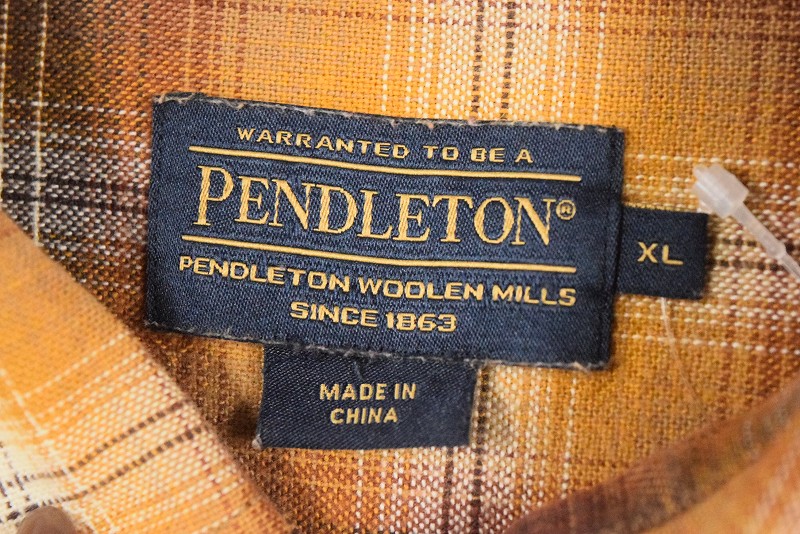 WARRANTED TO BE A
PENDLETON®
PENDLETON WOOLEN MILLS
SINCE 1863
XL
MADE IN
CHINA